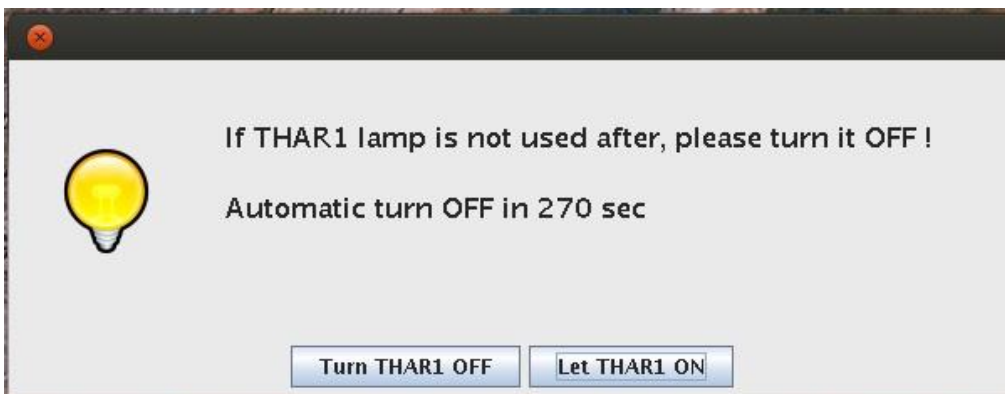 If THAR1 lamp is not used after, please turn it OFF !
Automatic turn OFF in 270 sec
Turn THAR1 OFF Let THAR1 ON